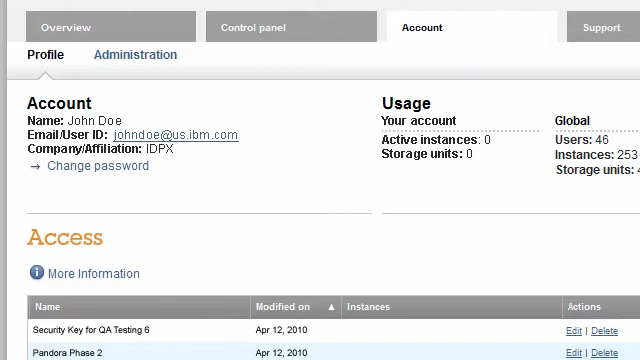 Overview Control panel Account Support
Profile Administration
Account
Name: John Doe
Email/User ID: johndoe@us.ibm.com
Company/Affiliation: IDPX
→ Change password
Usage
Your account
Active instances: 0
Storage units: 0
Global
Users: 46
Instances: 253
Storage units:
Access
More Information
Name Modified on ▲ Instances Actions
Security Key for QA Testing 6 Apr 12, 2010 Edit | Delete
Pandora Phase 2 Apr 12, 2010 Edit | Delete